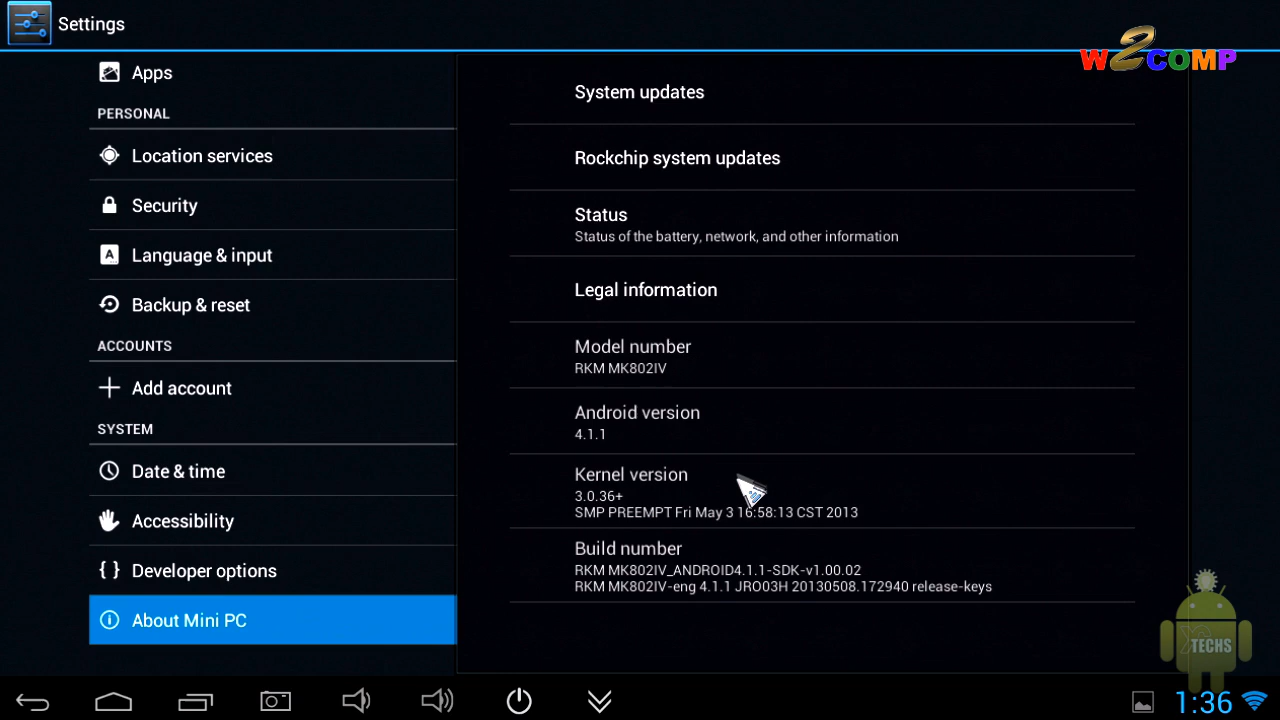 Settings
W2COMP
Apps
PERSONAL
Location services
Security
Language & input
Backup & reset
ACCOUNTS
Add account
SYSTEM
Date & time
Accessibility
Developer options
About Mini PC
System updates
Rockchip system updates
Status
Status of the battery, network, and other information
Legal information
Model number
RKM MK802IV
Android version
4.1.1
Kernel version
3.0.36+
SMP PREEMPT Fri May 3 16:58:13 CST 2013
Build number
RKM MK802IV_ANDROID4.1.1-SDK-v1.00.02
RKM MK802IV-eng 4.1.1 JRO03H 20130508.172940 release-keys
TECHS
1:36